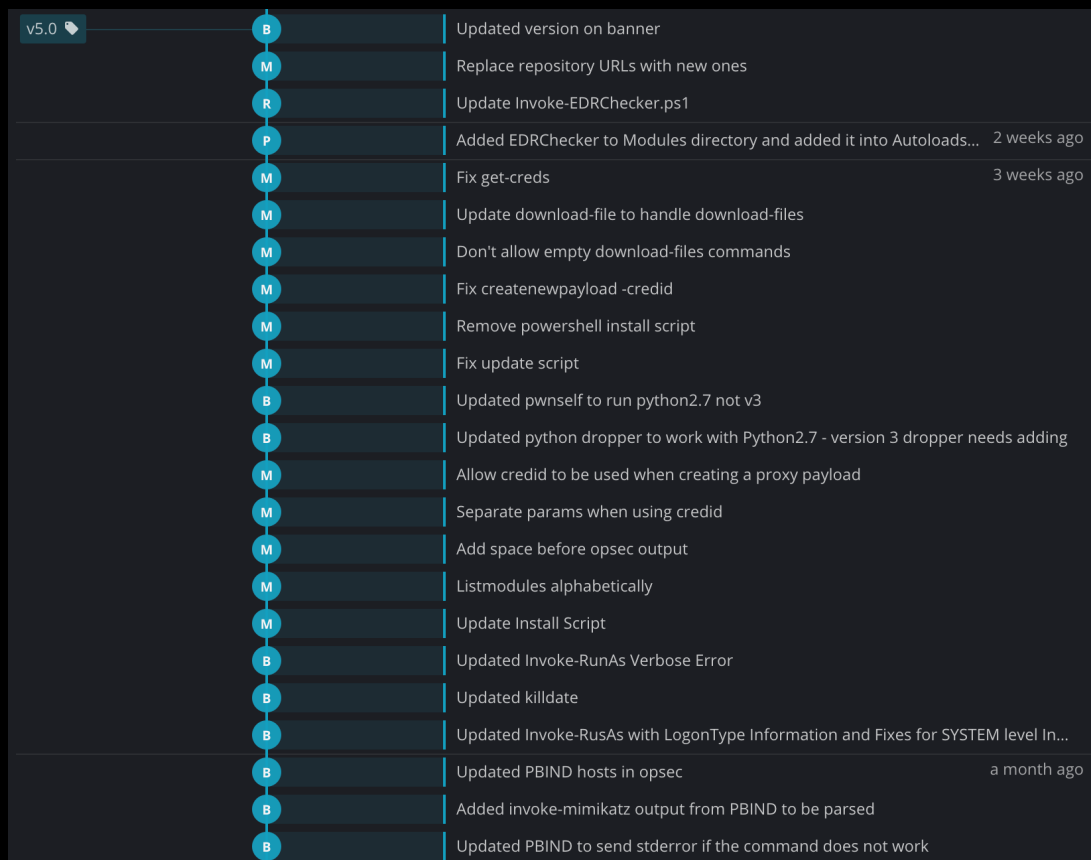 v5.0 B Updated version on banner
M Replace repository URLs with new ones
R Update Invoke-EDRChecker.ps1
P Added EDRChecker to Modules directory and added it into Autoloads... 2 weeks ago
M Fix get-creds 3 weeks ago
M Update download-file to handle download-files
M Don't allow empty download-files commands
M Fix createnewpayload -credid
M Remove powershell install script
M Fix update script
B Updated pwnself to run python2.7 not v3
B Updated python dropper to work with Python2.7 - version 3 dropper needs adding
M Allow credid to be used when creating a proxy payload
M Separate params when using credid
M Add space before opsec output
M Listmodules alphabetically
M Update Install Script
B Updated Invoke-RunAs Verbose Error
B Updated killdate
B Updated Invoke-RusAs with LogonType Information and Fixes for SYSTEM level In...
B Updated PBIND hosts in opsec a month ago
B Added invoke-mimikatz output from PBIND to be parsed
B Updated PBIND to send stderror if the command does not work